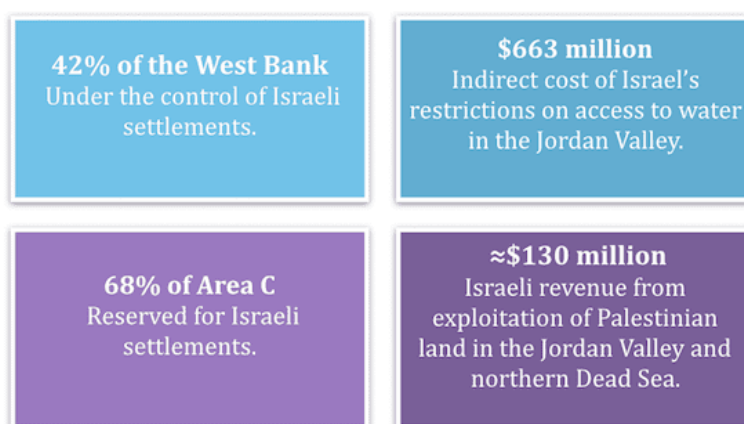 42% of the West Bank
Under the control of Israeli
settlements.
$663 million
Indirect cost of Israel's
restrictions on access to water
in the Jordan Valley.
68% of Area C
Reserved for Israeli
settlements.
≈$130 million
Israeli revenue from
exploitation of Palestinian
land in the Jordan Valley and
northern Dead Sea.